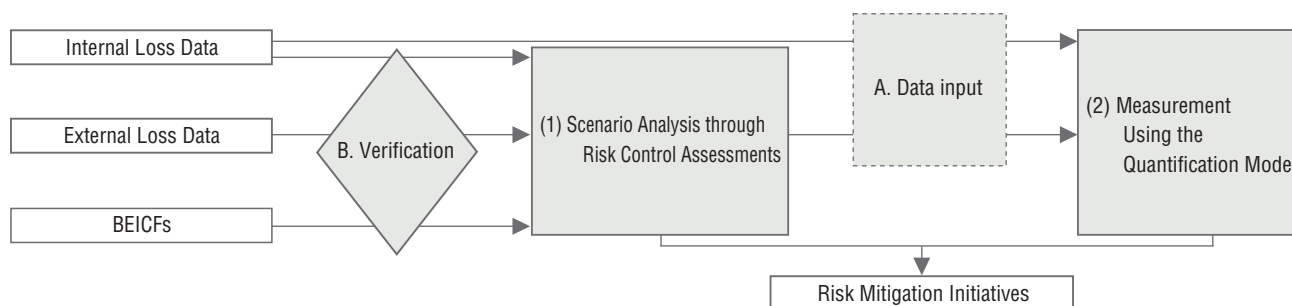 Internal Loss Data
External Loss Data
BEICFs
B. Verification
(1) Scenario Analysis through
Risk Control Assessments
A. Data input
(2) Measurement
Using the
Quantification Mode
Risk Mitigation Initiatives